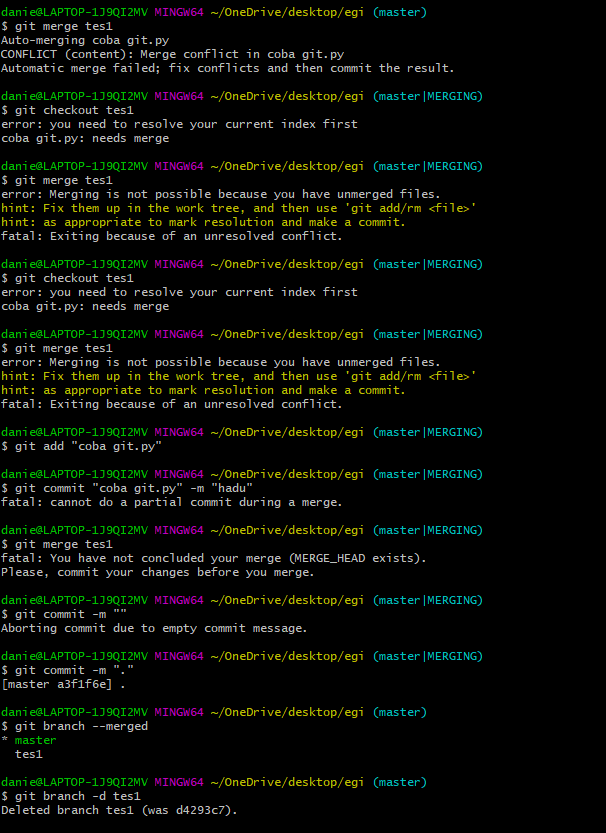 danie@LAPTOP-1J9QI2MV MINGW64 ~/OneDrive/desktop/egi (master)
$ git merge tes1
Auto-merging coba git.py
CONFLICT (content): Merge conflict in coba git.py
Automatic merge failed; fix conflicts and then commit the result.
danie@LAPTOP-1J9QI2MV MINGW64 ~/OneDrive/desktop/egi (master|MERGING)
$ git checkout tes1
error: you need to resolve your current index first
coba git.py: needs merge
danie@LAPTOP-1J9QI2MV MINGW64 ~/OneDrive/desktop/egi (master|MERGING)
$ git merge tes1
error: Merging is not possible because you have unmerged files.
hint: Fix them up in the work tree, and then use 'git add/rm <file>'
hint: as appropriate to mark resolution and make a commit.
fatal: Exiting because of an unresolved conflict.
danie@LAPTOP-1J9QI2MV MINGW64 ~/OneDrive/desktop/egi (master|MERGING)
$ git checkout tes1
error: you need to resolve your current index first
coba git.py: needs merge
danie@LAPTOP-1J9QI2MV MINGW64 ~/OneDrive/desktop/egi (master|MERGING)
$ git merge tes1
error: Merging is not possible because you have unmerged files.
hint: Fix them up in the work tree, and then use 'git add/rm <file>'
hint: as appropriate to mark resolution and make a commit.
fatal: Exiting because of an unresolved conflict.
danie@LAPTOP-1J9QI2MV MINGW64 ~/OneDrive/desktop/egi (master|MERGING)
$ git add "coba git.py"
danie@LAPTOP-1J9QI2MV MINGW64 ~/OneDrive/desktop/egi (master|MERGING)
$ git commit "coba git.py" -m "hadu"
fatal: cannot do a partial commit during a merge.
danie@LAPTOP-1J9QI2MV MINGW64 ~/OneDrive/desktop/egi (master|MERGING)
$ git merge tes1
fatal: You have not concluded your merge (MERGE_HEAD exists).
Please, commit your changes before you merge.
danie@LAPTOP-1J9QI2MV MINGW64 ~/OneDrive/desktop/egi (master|MERGING)
$ git commit -m ""
Aborting commit due to empty commit message.
danie@LAPTOP-1J9QI2MV MINGW64 ~/OneDrive/desktop/egi (master|MERGING)
$ git commit -m "."
[master a3f1f6e] .
danie@LAPTOP-1J9QI2MV MINGW64 ~/OneDrive/desktop/egi (master)
$ git branch --merged
* master
  tes1
danie@LAPTOP-1J9QI2MV MINGW64 ~/OneDrive/desktop/egi (master)
$ git branch -d tes1
Deleted branch tes1 (was d4293c7).